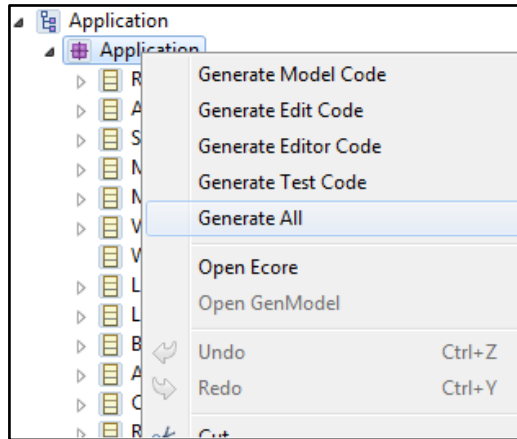 Application
Application
R
Generate Model Code
A
Generate Edit Code
S
Generate Editor Code
M
Generate Test Code
Generate All
V
Open Ecore
L
Open GenModel
L
B
Undo Ctrl+Z
A
Redo Ctrl+Y
C
R
Cut